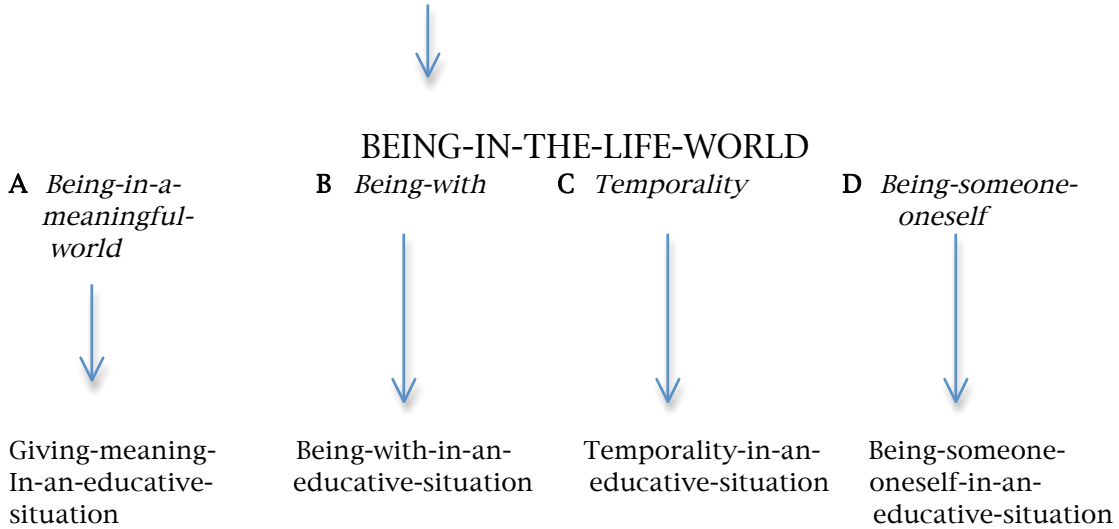 BEING-IN-THE-LIFE-WORLD
A Being-in-a-
meaningful-
world
B Being-with
C Temporality
D Being-someone-
oneself
Giving-meaning-
In-an-educative-
situation
Being-with-in-an-
educative-situation
Temporality-in-an-
educative-situation
Being-someone-
oneself-in-an-
educative-situation